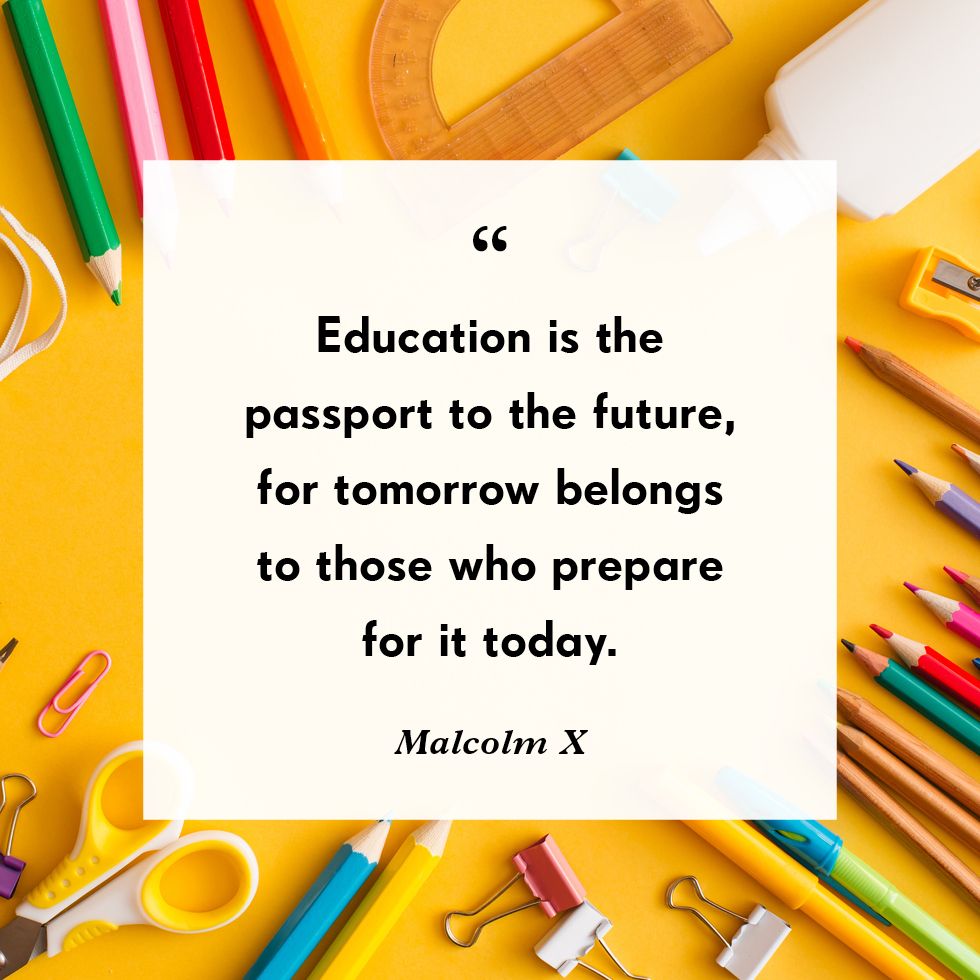 “
Education is the
passport to the future,
for tomorrow belongs
to those who prepare
for it today.
Malcolm X